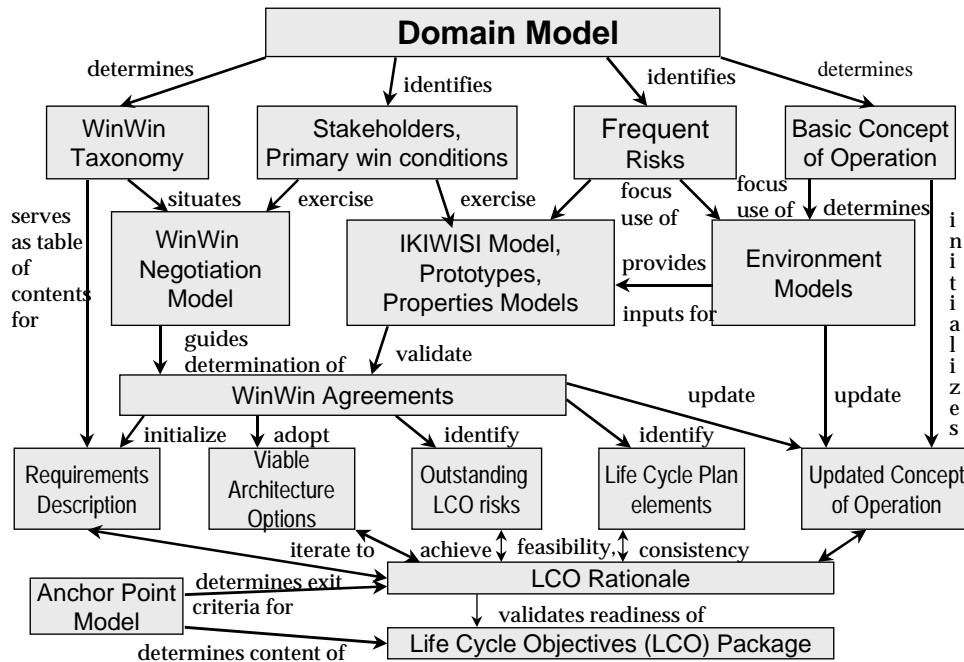 Domain Model
determines
identifies
identifies
determines
WinWin
Taxonomy
Stakeholders,
Primary win conditions
Frequent
Risks
Basic Concept
of Operation
serves
as table
of
contents
for
situates
exercise
exercise
focus
use of
focus
use of
determines
initializes
WinWin
Negotiation
Model
IKIWISI Model,
Prototypes,
Properties Models
provides
inputs for
Environment
Models
guides
determination of
validate
WinWin Agreements
update
update
initialize
adopt
identify
identify
Requirements
Description
Viable
Architecture
Options
Outstanding
LCO risks
Life Cycle Plan
elements
Updated Concept
of Operation
iterate to
achieve
feasibility,
consistency
LCO Rationale
Anchor Point
Model
determines exit
criteria for
validates readiness of
determines content of
Life Cycle Objectives (LCO) Package